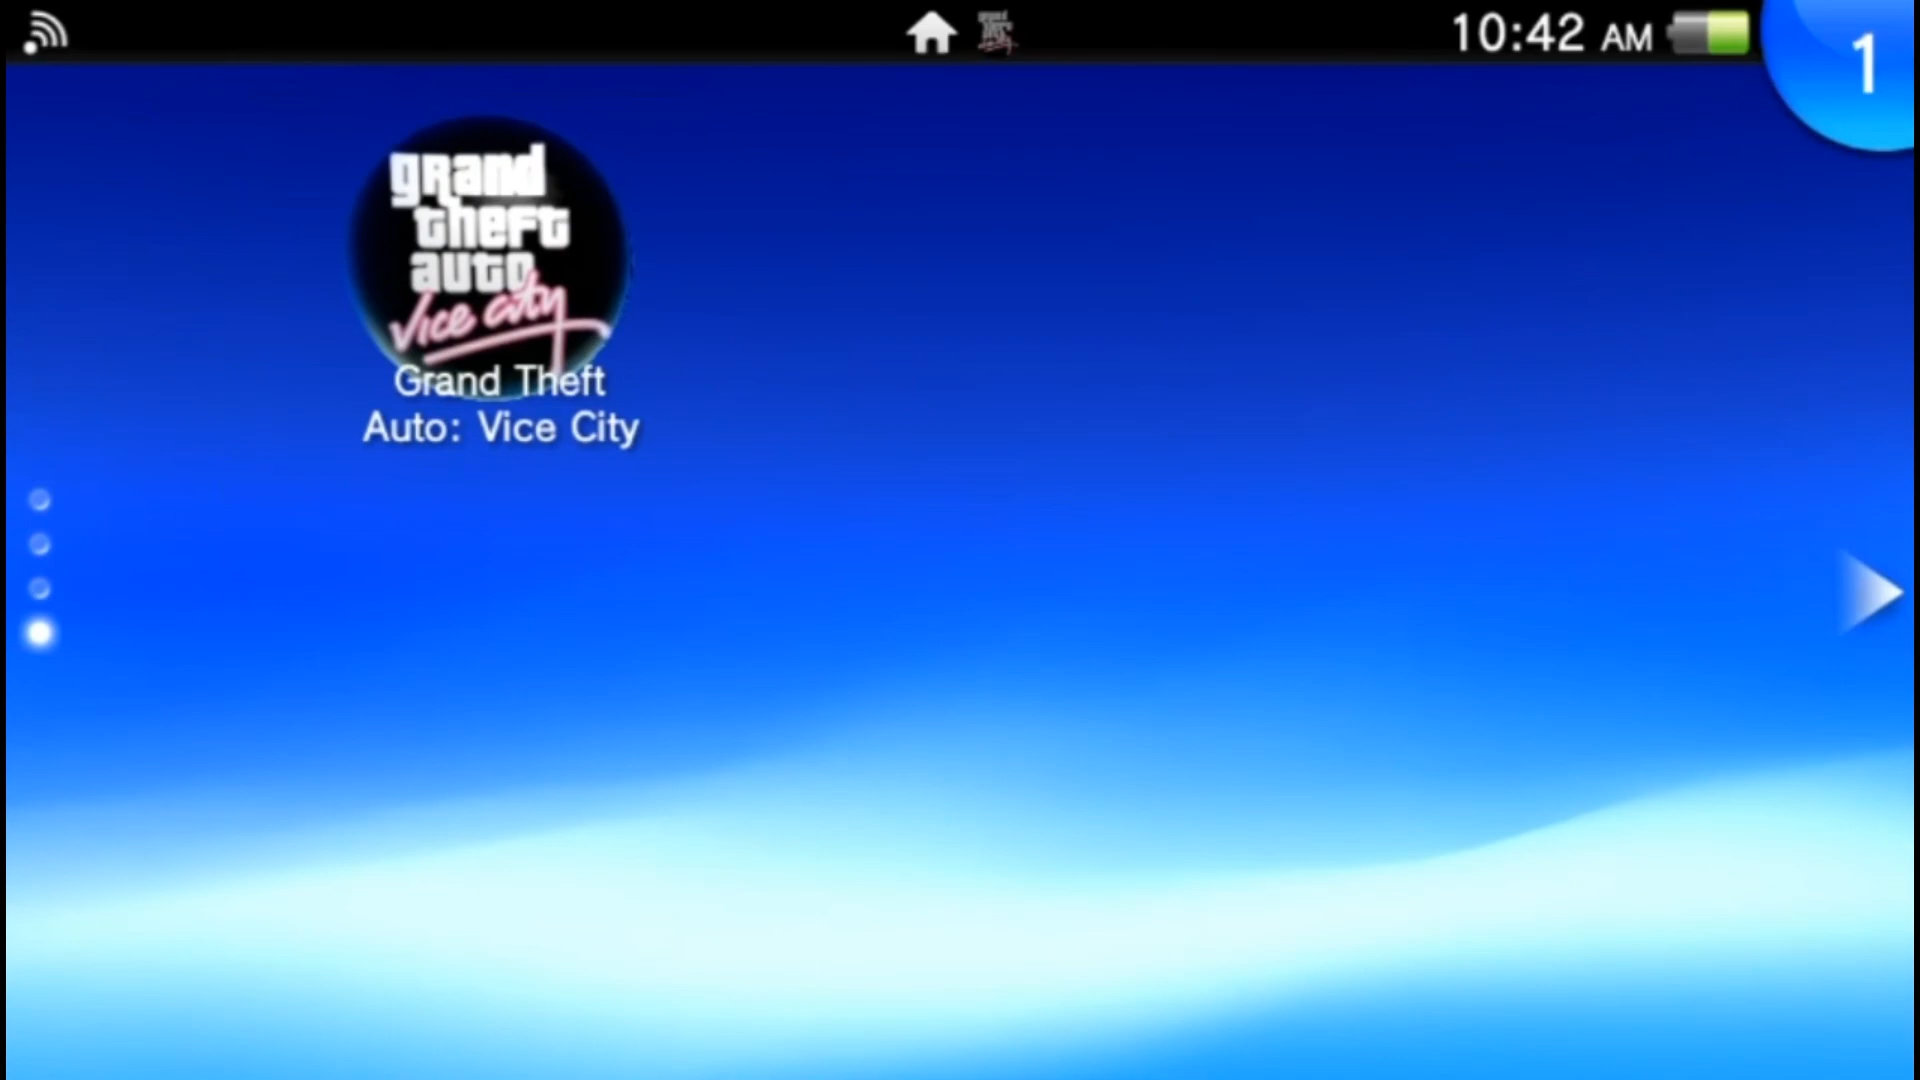 10:42 AM
1
grand
theft
auto
Vice City
Grand Theft
Auto: Vice City